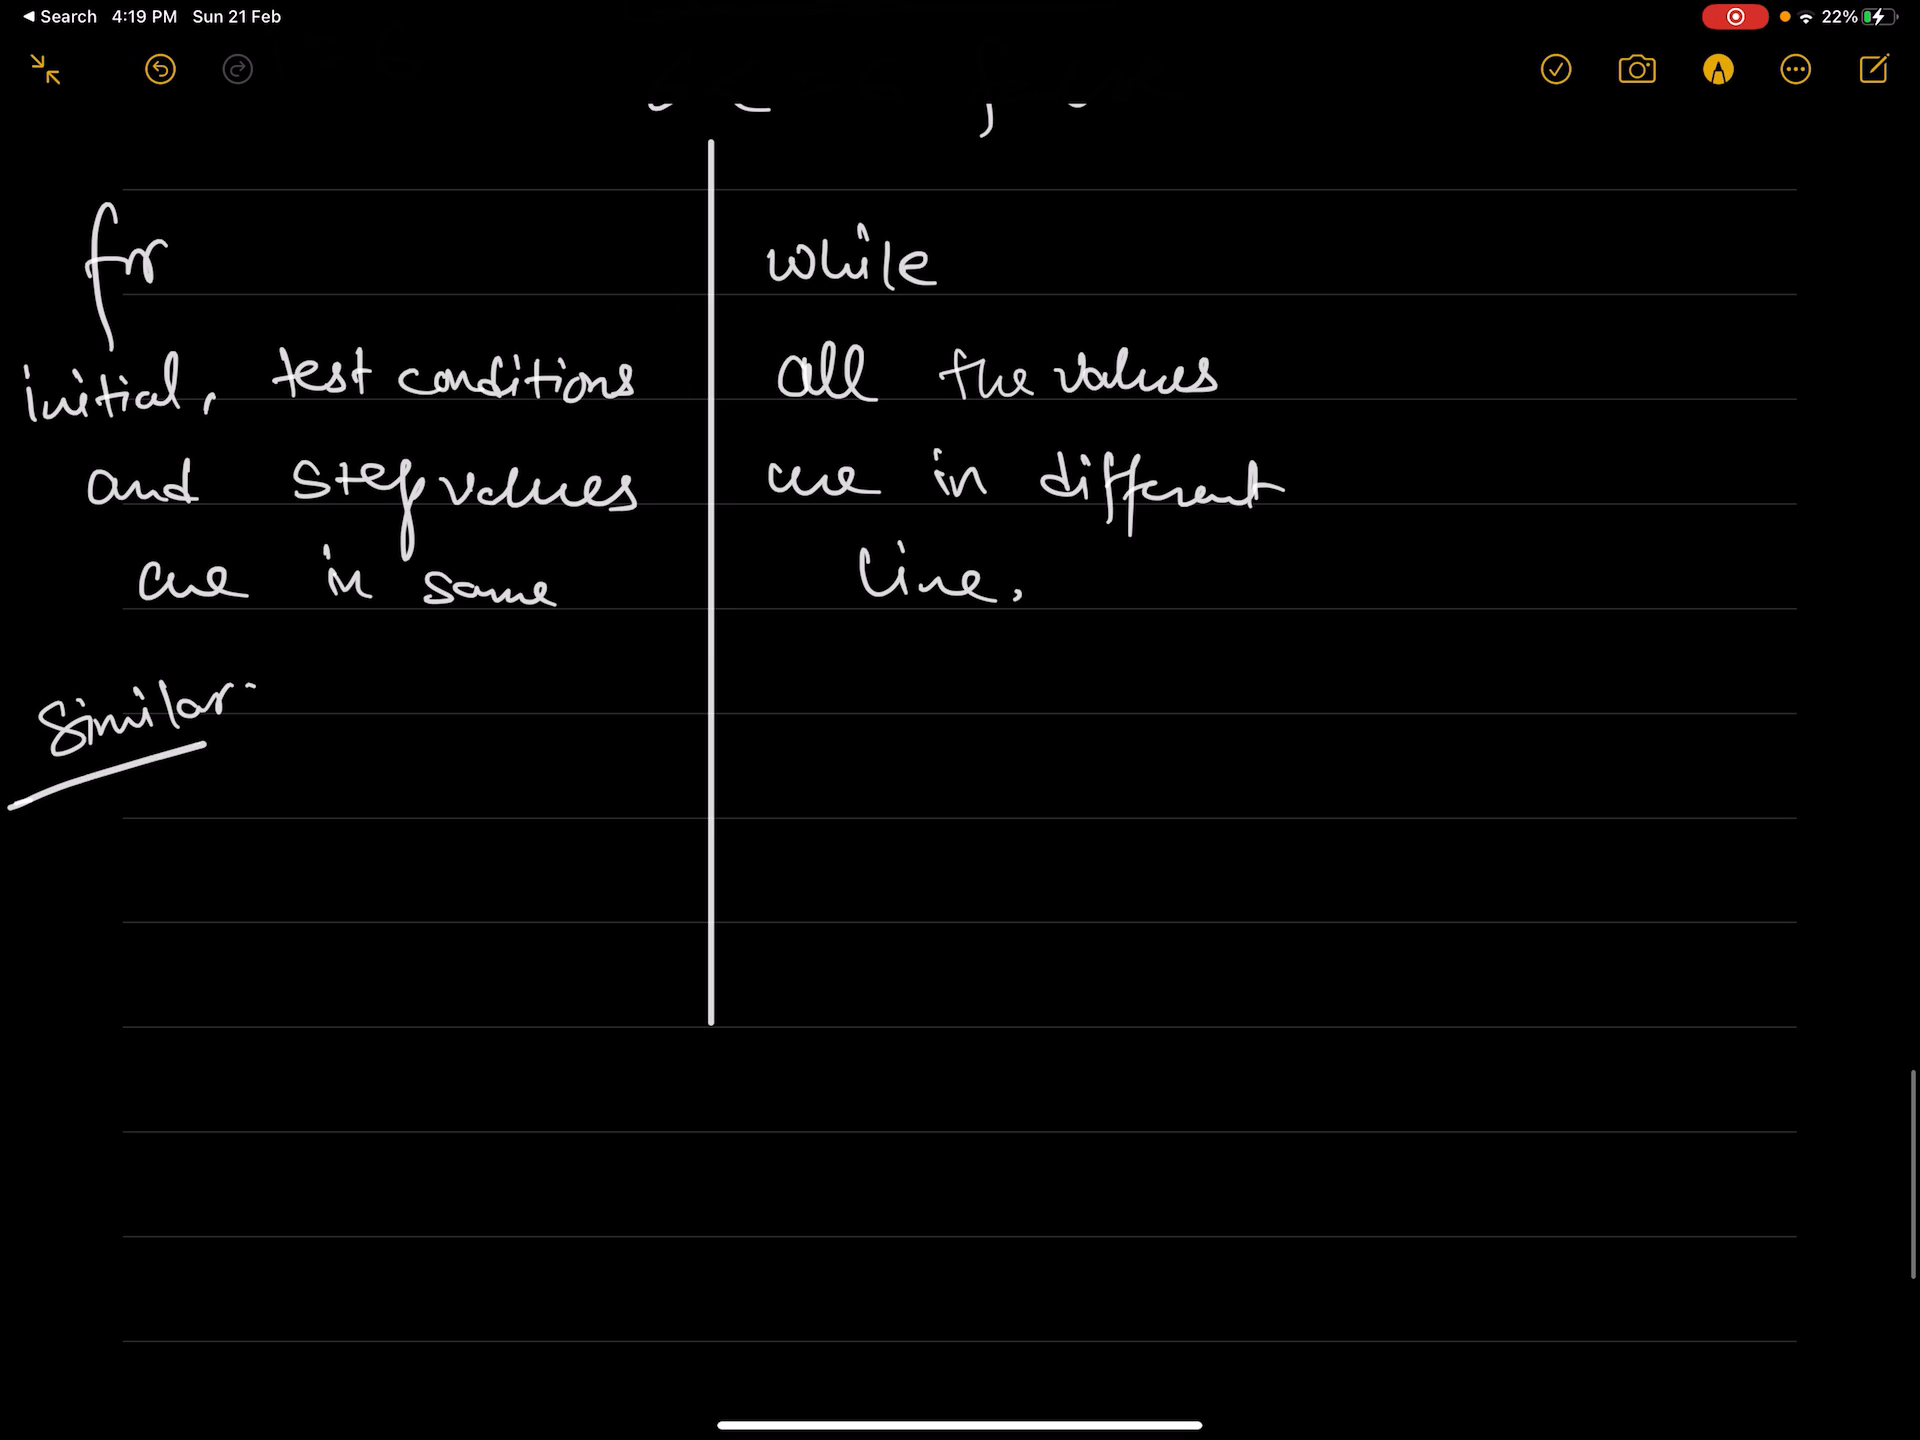 Search 4:19 PM Sun 21 Feb 22%
for
while
initial, test conditions
all the values
and step values
are in different
are in same
line.
Similar